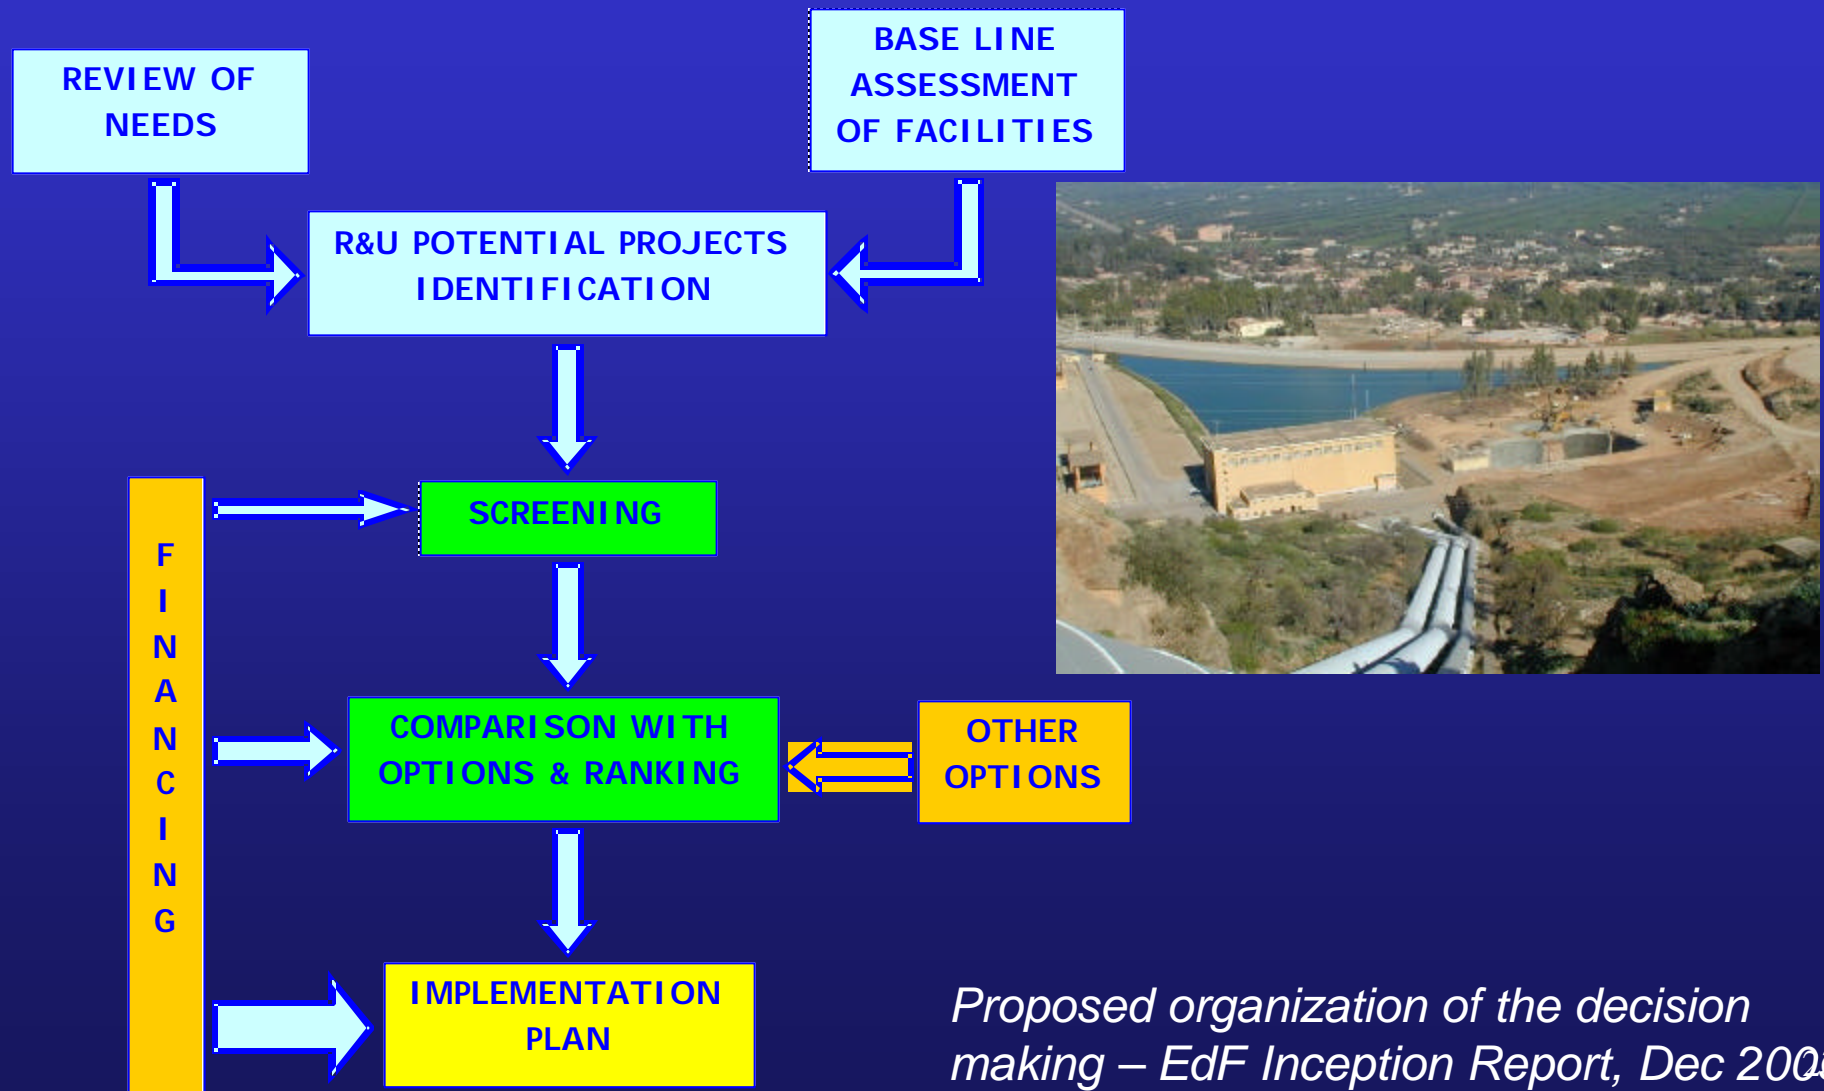 REVIEW OF
NEEDS
BASE LINE
ASSESSMENT
OF FACILITIES
R&U POTENTIAL PROJECTS
IDENTIFICATION
SCREENING
FINANCING
COMPARISON WITH
OPTIONS & RANKING
OTHER
OPTIONS
IMPLEMENTATION
PLAN
Proposed organization of the decision
making – EdF Inception Report, Dec